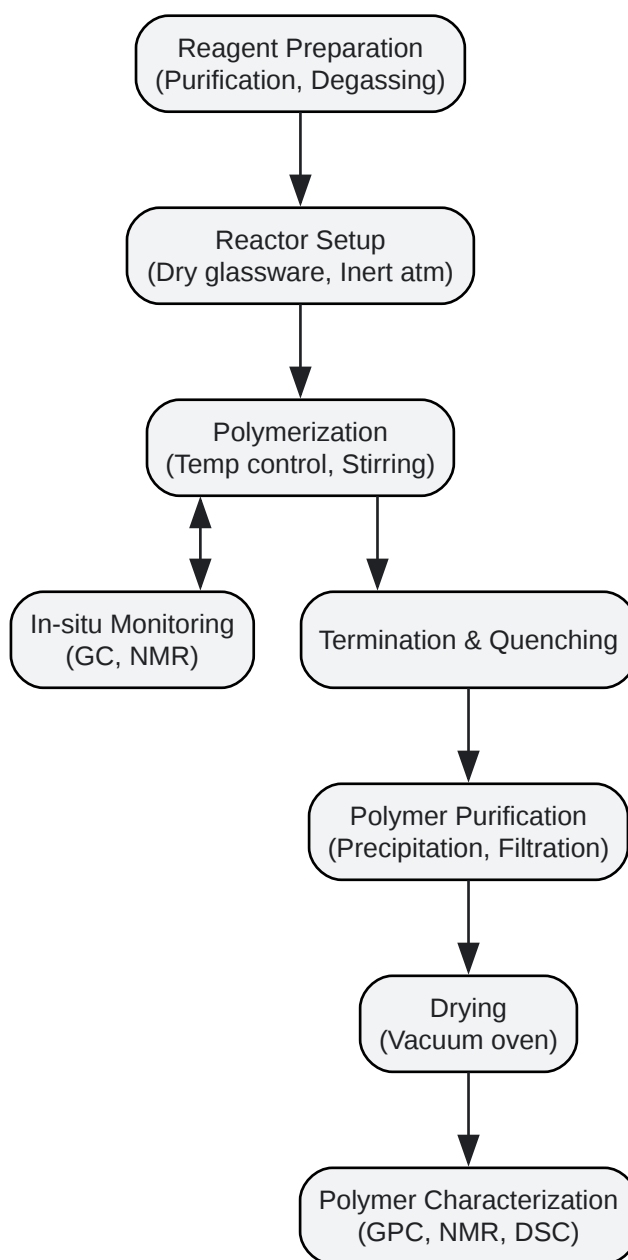 Reagent Preparation
(Purification, Degassing)
Reactor Setup
(Dry glassware, Inert atm)
Polymerization
(Temp control, Stirring)
In-situ Monitoring
(GC, NMR)
Termination & Quenching
Polymer Purification
(Precipitation, Filtration)
Drying
(Vacuum oven)
Polymer Characterization
(GPC, NMR, DSC)